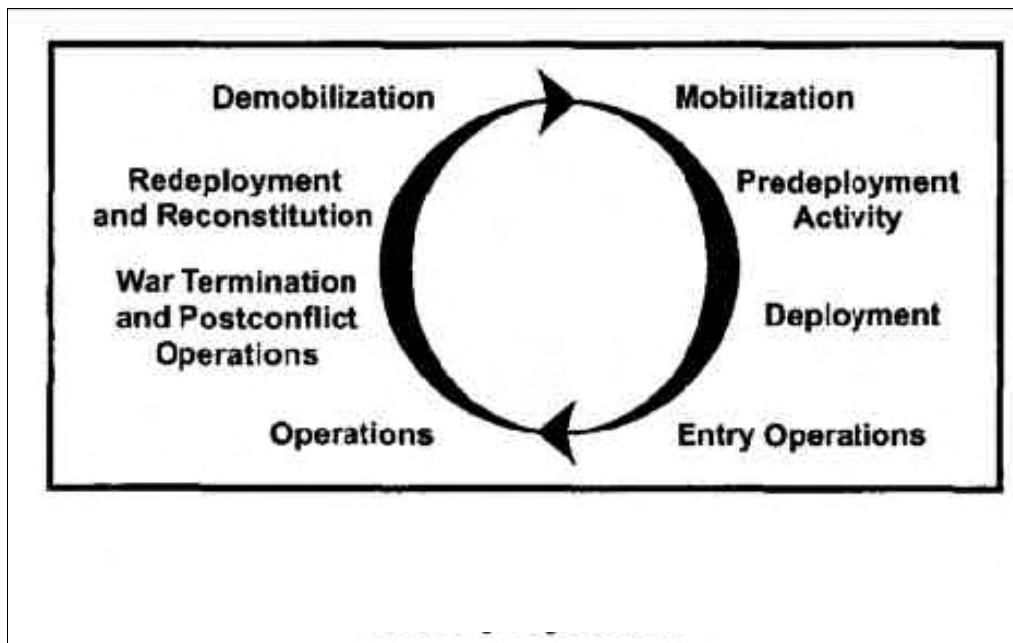 Demobilization
Mobilization
Redeployment
and Reconstitution
Predeployment
Activity
War Termination
and Postconflict
Operations
Deployment
Operations
Entry Operations